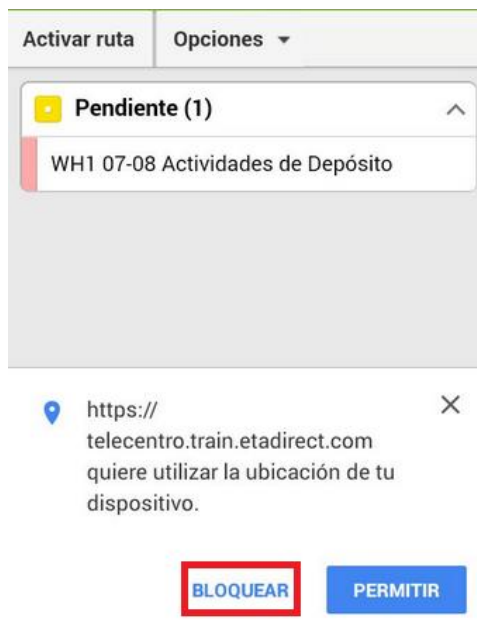 Activar ruta Opciones
Pendiente (1)
WH1 07-08 Actividades de Depósito
https://
telecentro.train.etadirect.com
quiere utilizar la ubicación de tu
dispositivo.
BLOQUEAR PERMITIR